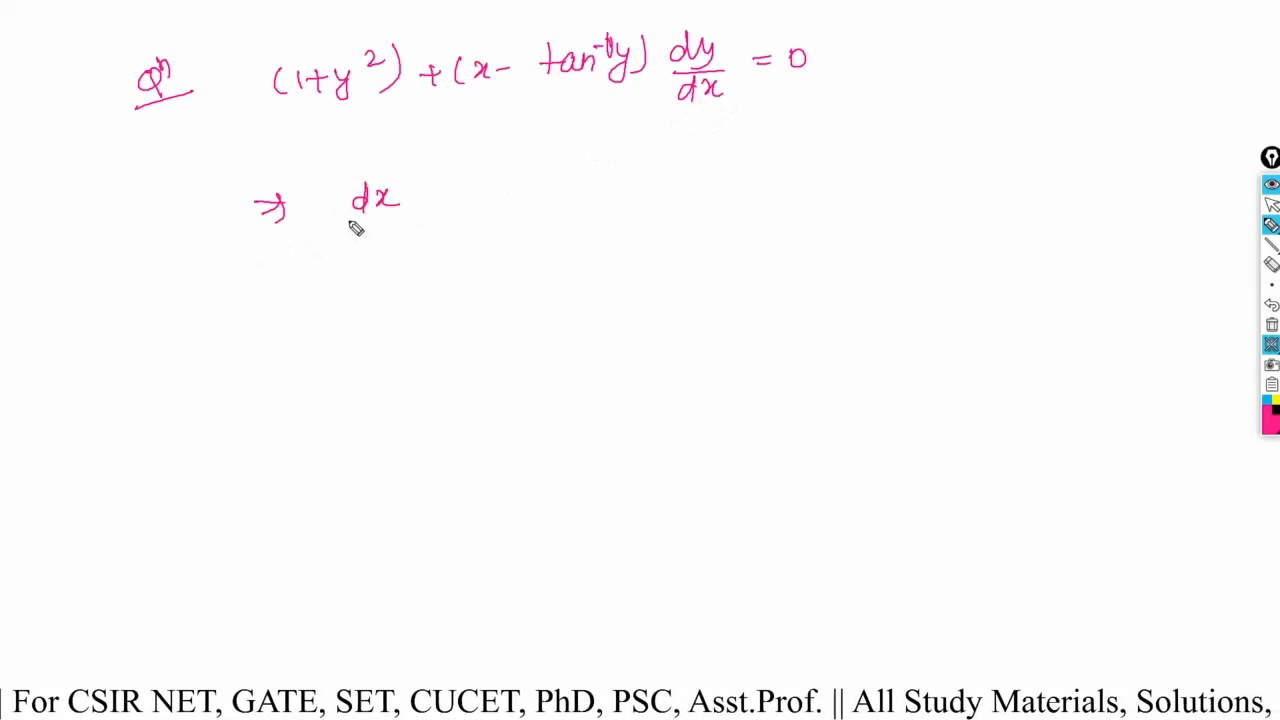 Qⁿ (1+y²) + (x - tan⁻¹y) dy/dx = 0
⇒ dx
|| For CSIR NET, GATE, SET, CUCET, PhD, PSC, Asst.Prof. || All Study Materials, Solutions,